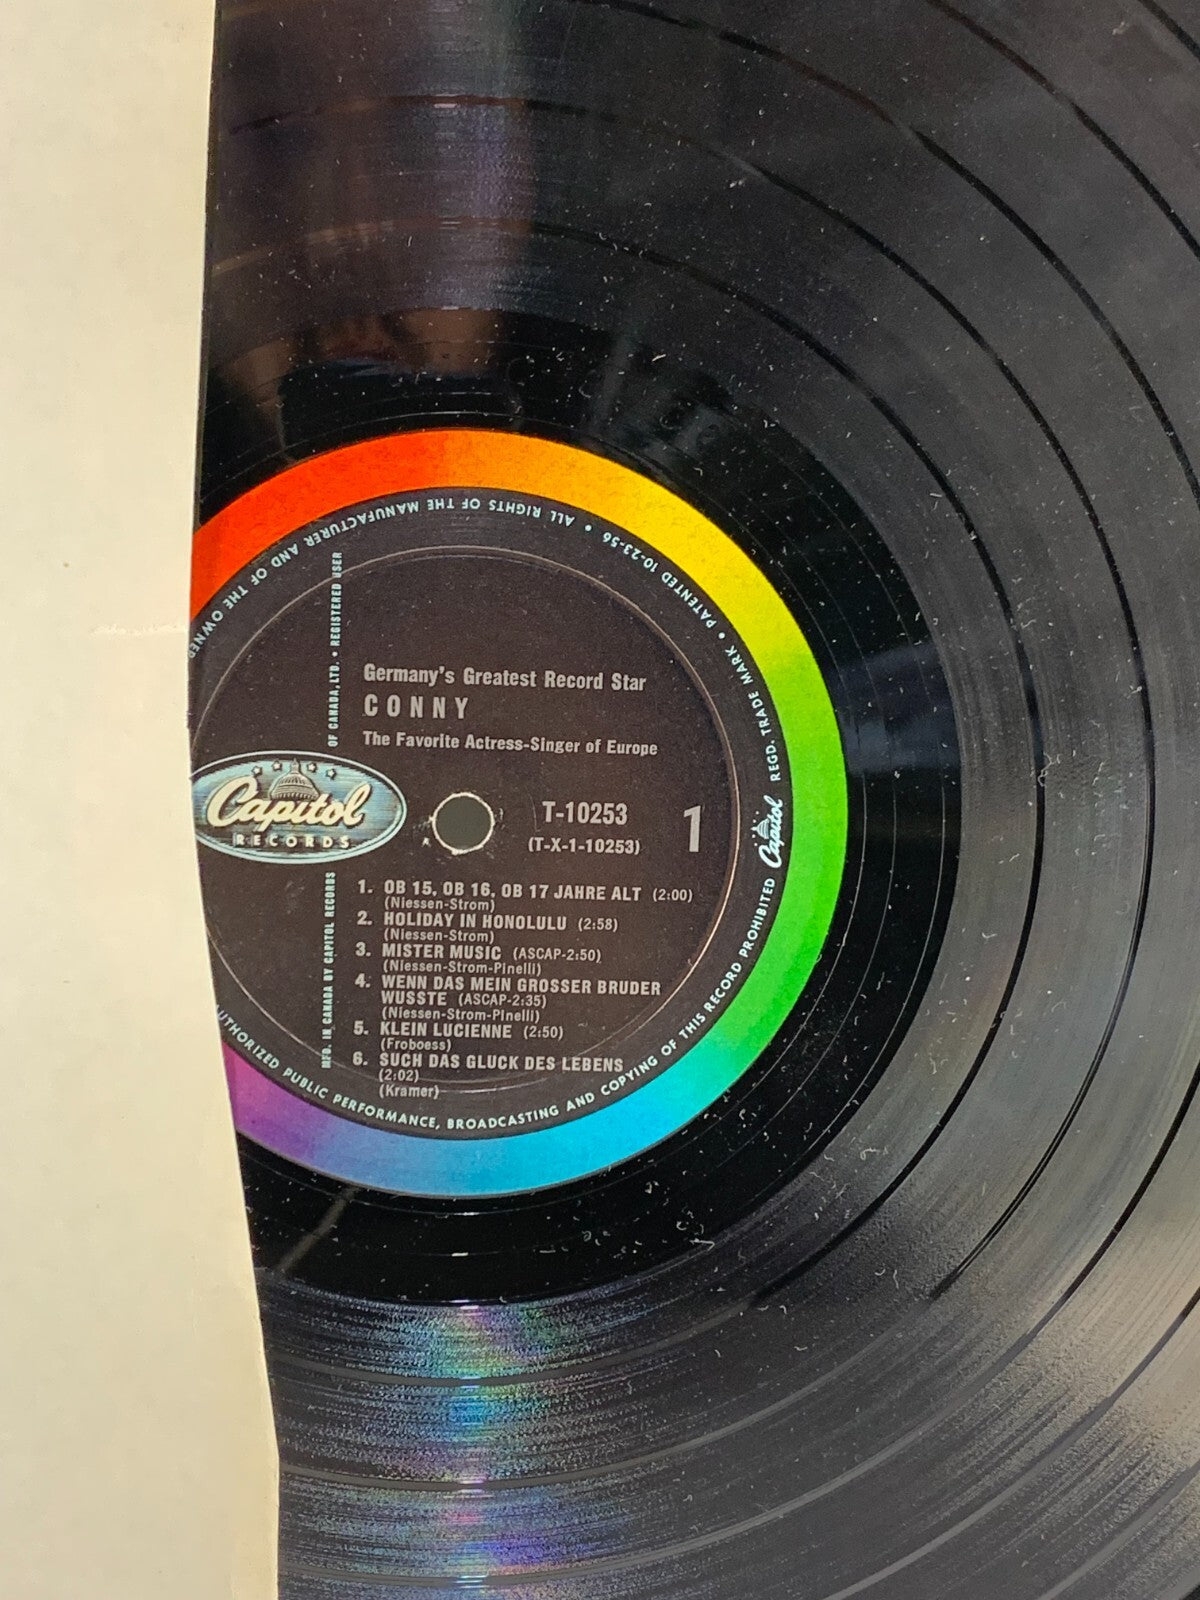 Germany's Greatest Record Star
CONNY
The Favorite Actress-Singer of Europe
Capitol
RECORDS
T-10253
(T-X-1-10253)
1
1. OB 15, OB 16, OB 17 JAHRE ALT (2:00)
(Niessen-Strom)
2. HOLIDAY IN HONOLULU (2:58)
(Niessen-Strom)
3. MISTER MUSIC (ASCAP-2:50)
(Niessen-Strom-Pinelli)
4. WENN DAS MEIN GROSSER BRUDER
WUSSTE (ASCAP-2:35)
(Niessen-Strom-Pinelli)
5. KLEIN LUCIENNE (2:50)
(Froboess)
6. SUCH DAS GLUCK DES LEBENS
(2:02)
(Kramer)
MFD. IN CANADA BY CAPITOL RECORDS
OF CANADA, LTD. • REGISTERED USER
Capitol REGD. TRADE MARK • PATENTED 10-23-56 • ALL RIGHTS OF THE MANUFACTURER AND OF THE OWNER
UTHORIZED PUBLIC PERFORMANCE, BROADCASTING AND COPYING OF THIS RECORD PROHIBITED